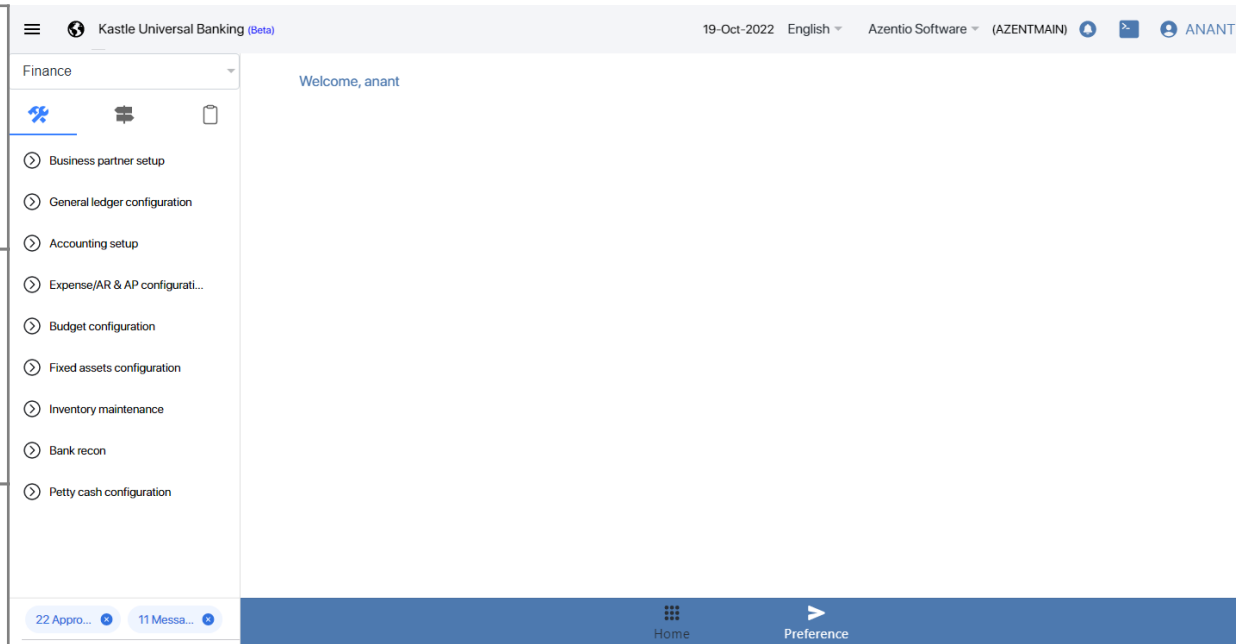 Kastle Universal Banking (Beta)
19-Oct-2022 English Azentio Software (AZENTMAIN) ANANT
Finance
Welcome, anant
Business partner setup
General ledger configuration
Accounting setup
Expense/AR & AP configurati...
Budget configuration
Fixed assets configuration
Inventory maintenance
Bank recon
Petty cash configuration
22 Appro... 11 Messa...
Home Preference